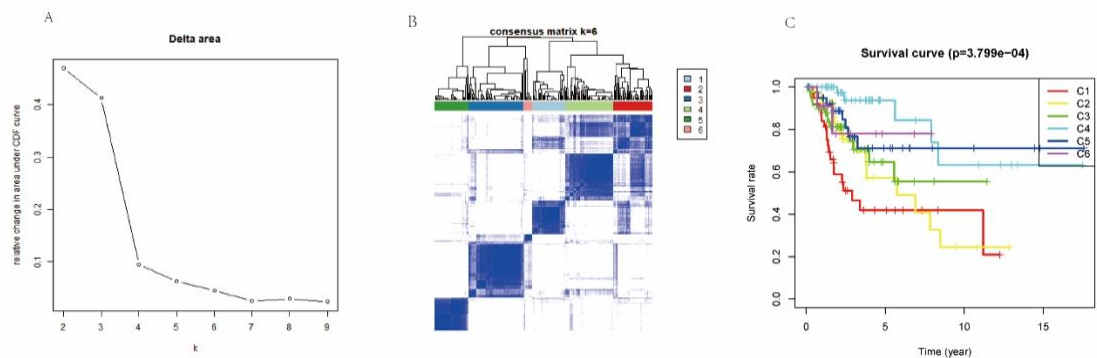 A
Delta area
relative change in area under CDF curve
0.4
0.3
0.2
0.1
2 3 4 5 6 7 8 9
k
B
consensus matrix k=6
1
2
3
4
5
6
C
Survival curve (p=3.799e−04)
Survival rate
1.0
0.8
0.6
0.4
0.2
0.0
0 5 10 15
Time (year)
C1
C2
C3
C4
C5
C6